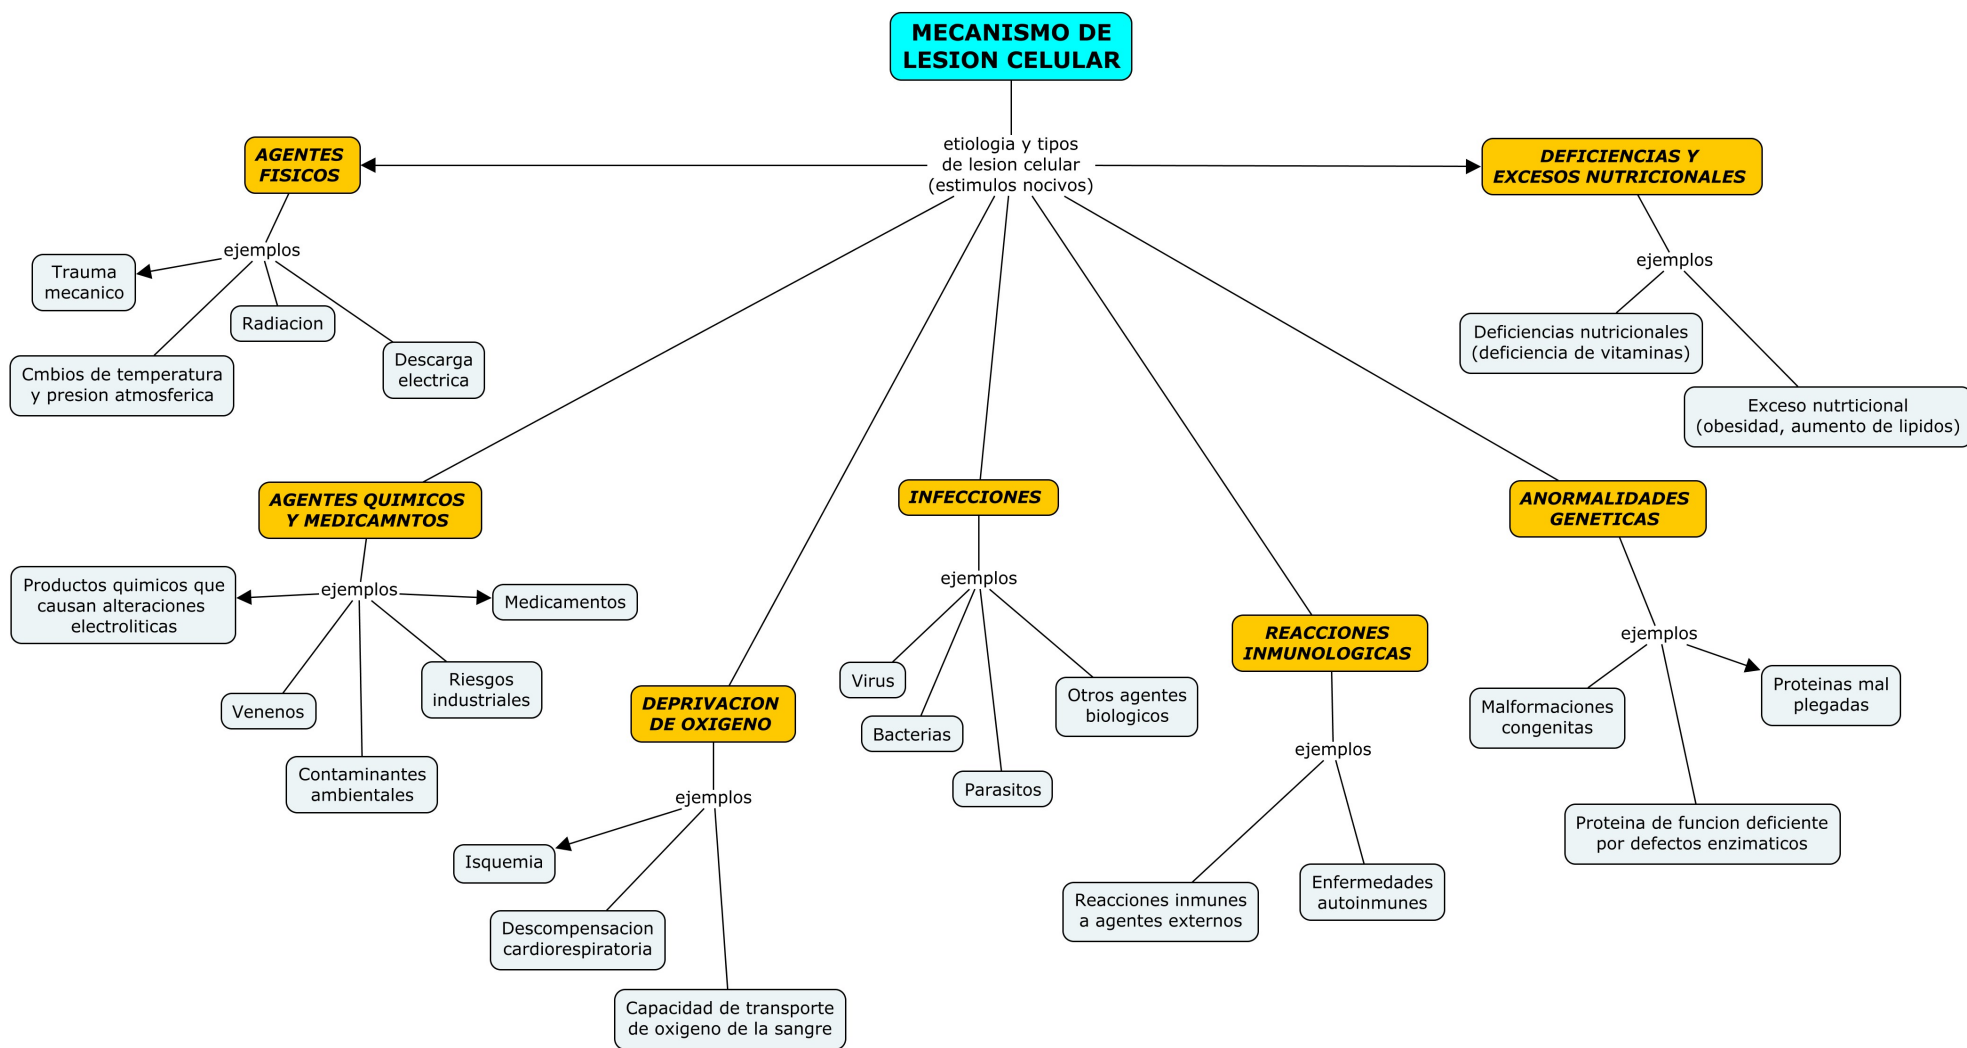 MECANISMO DE
LESION CELULAR
etiologia y tipos
de lesion celular
(estimulos nocivos)
AGENTES
FISICOS
ejemplos
Trauma
mecanico
Cmbios de temperatura
y presion atmosferica
Radiacion
Descarga
electrica
DEFICIENCIAS Y
EXCESOS NUTRICIONALES
ejemplos
Deficiencias nutricionales
(deficiencia de vitaminas)
Exceso nutrticional
(obesidad, aumento de lipidos)
AGENTES QUIMICOS
Y MEDICAMNTOS
ejemplos
Productos quimicos que
causan alteraciones
electroliticas
Venenos
Contaminantes
ambientales
Riesgos
industriales
Medicamentos
DEPRIVACION
DE OXIGENO
ejemplos
Isquemia
Descompensacion
cardiorespiratoria
Capacidad de transporte
de oxigeno de la sangre
INFECCIONES
ejemplos
Virus
Bacterias
Parasitos
Otros agentes
biologicos
REACCIONES
INMUNOLOGICAS
ejemplos
Reacciones inmunes
a agentes externos
Enfermedades
autoinmunes
ANORMALIDADES
GENETICAS
ejemplos
Malformaciones
congenitas
Proteina de funcion deficiente
por defectos enzimaticos
Proteinas mal
plegadas